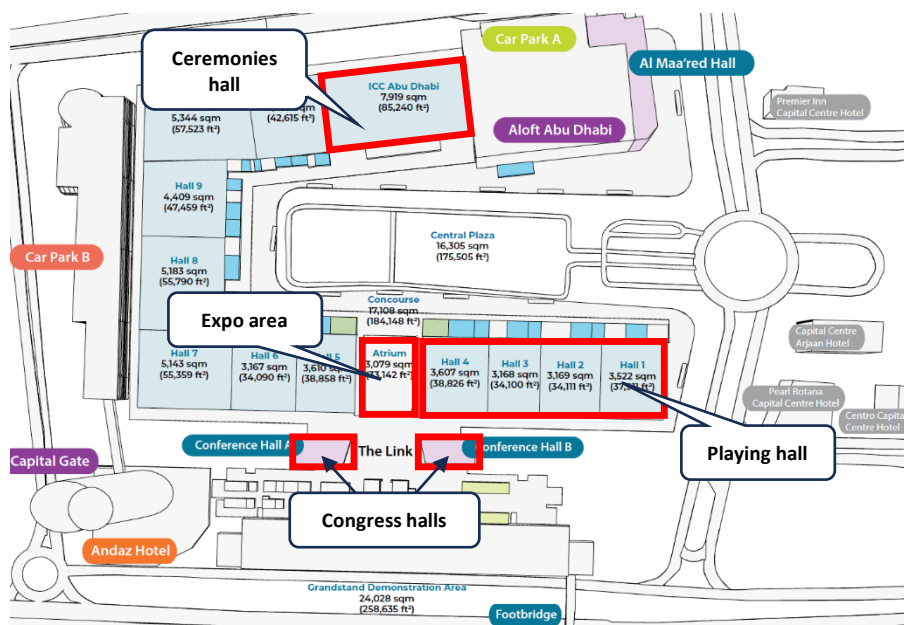 Car Park A
Al Maa'red Hall
Ceremonies
hall
ICC Abu Dhabi
7,919 sqm
(85,240 ft²)
5,344 sqm
(57,523 ft²)
(42,615 ft²)
Premier Inn
Capital Centre Hotel
Aloft Abu Dhabi
Hall 9
4,409 sqm
(47,459 ft²)
Central Plaza
16,305 sqm
(175,505 ft²)
Car Park B
Hall 8
5,183 sqm
(55,790 ft²)
Concourse
17,108 sqm
(184,148 ft²)
Expo area
Capital Centre
Arjaan Hotel
Hall 7
5,143 sqm
(55,359 ft²)
Hall 6
3,167 sqm
(34,090 ft²)
5
3,610 sqm
(38,858 ft²)
Atrium
3,079 sqm
(33,142 ft²)
Hall 4
3,607 sqm
(38,826 ft²)
Hall 3
3,168 sqm
(34,100 ft²)
Hall 2
3,169 sqm
(34,111 ft²)
Hall 1
3,522 sqm
Pearl Rotana
Capital Centre Hotel
Centro Capital
Centre Hotel
Conference Hall A
The Link
Conference Hall B
Playing hall
Capital Gate
Congress halls
Andaz Hotel
Grandstand Demonstration Area
24,028 sqm
(258,635 ft²)
Footbridge